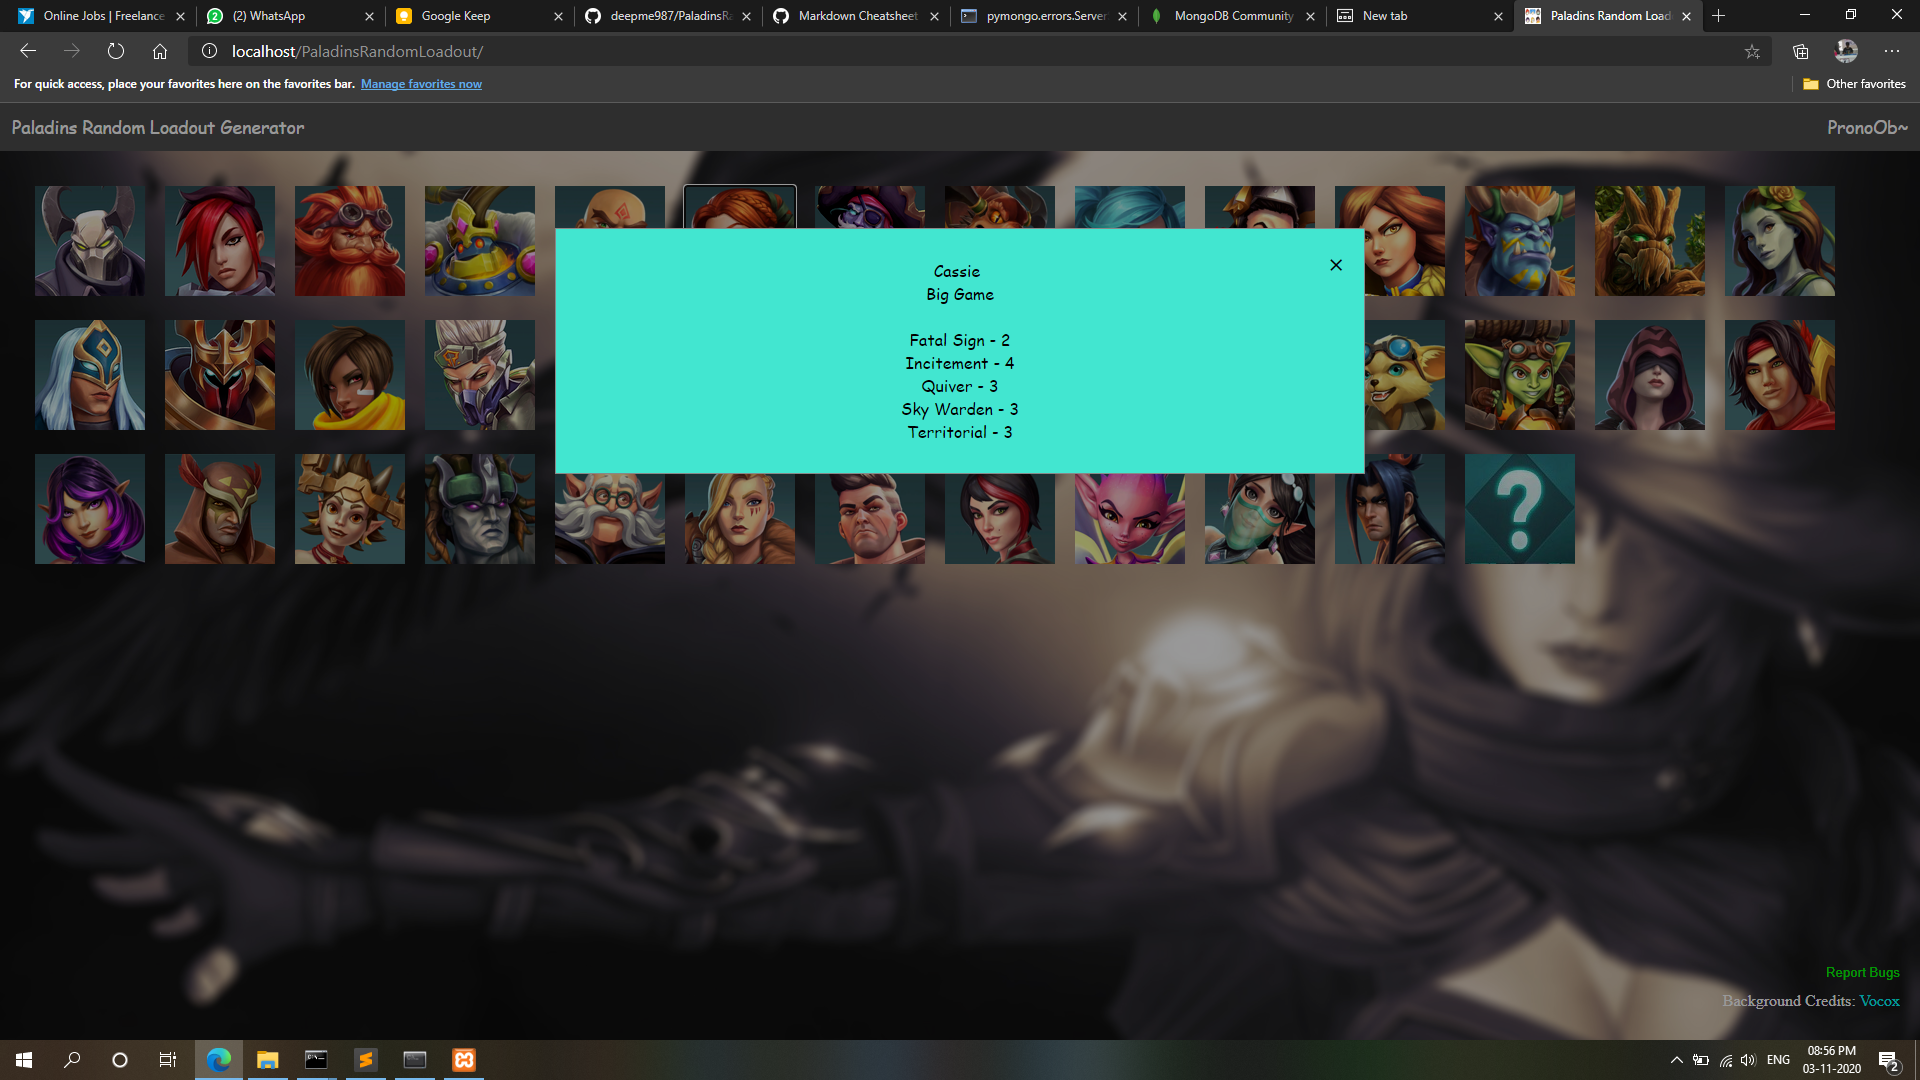 Online Jobs | Freelance
2
(2) WhatsApp
Google Keep
deepme987/PaladinsRa
Markdown Cheatsheet
pymongo.errors.Server
MongoDB Community
New tab
Paladins Random Load
localhost/PaladinsRandomLoadout/
For quick access, place your favorites here on the favorites bar. Manage favorites now
Other favorites
Paladins Random Loadout Generator
PronoOb~
Cassie
Big Game
Fatal Sign - 2
Incitement - 4
Quiver - 3
Sky Warden - 3
Territorial - 3
?
Report Bugs
Background Credits: Vocox
ENG
08:56 PM
03-11-2020
2